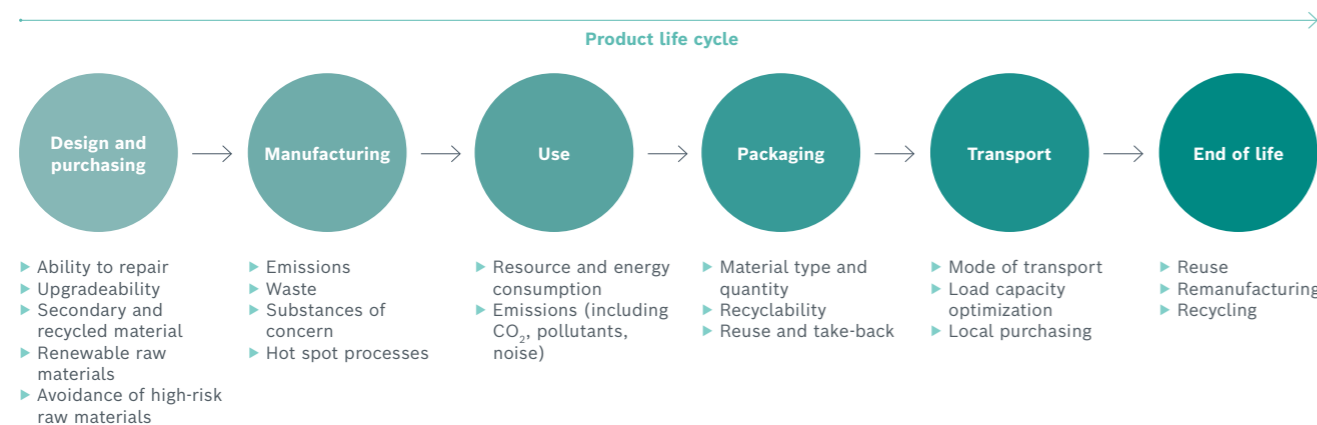 Product life cycle
Design and
purchasing
Manufacturing
Use
Packaging
Transport
End of life
▶ Ability to repair
▶ Upgradeability
▶ Secondary and
recycled material
▶ Renewable raw
materials
▶ Avoidance of high-risk
raw materials
▶ Emissions
▶ Waste
▶ Substances of
concern
▶ Hot spot processes
▶ Resource and energy
consumption
▶ Emissions (including
CO₂, pollutants,
noise)
▶ Material type and
quantity
▶ Recyclability
▶ Reuse and take-back
▶ Mode of transport
▶ Load capacity
optimization
▶ Local purchasing
▶ Reuse
▶ Remanufacturing
▶ Recycling